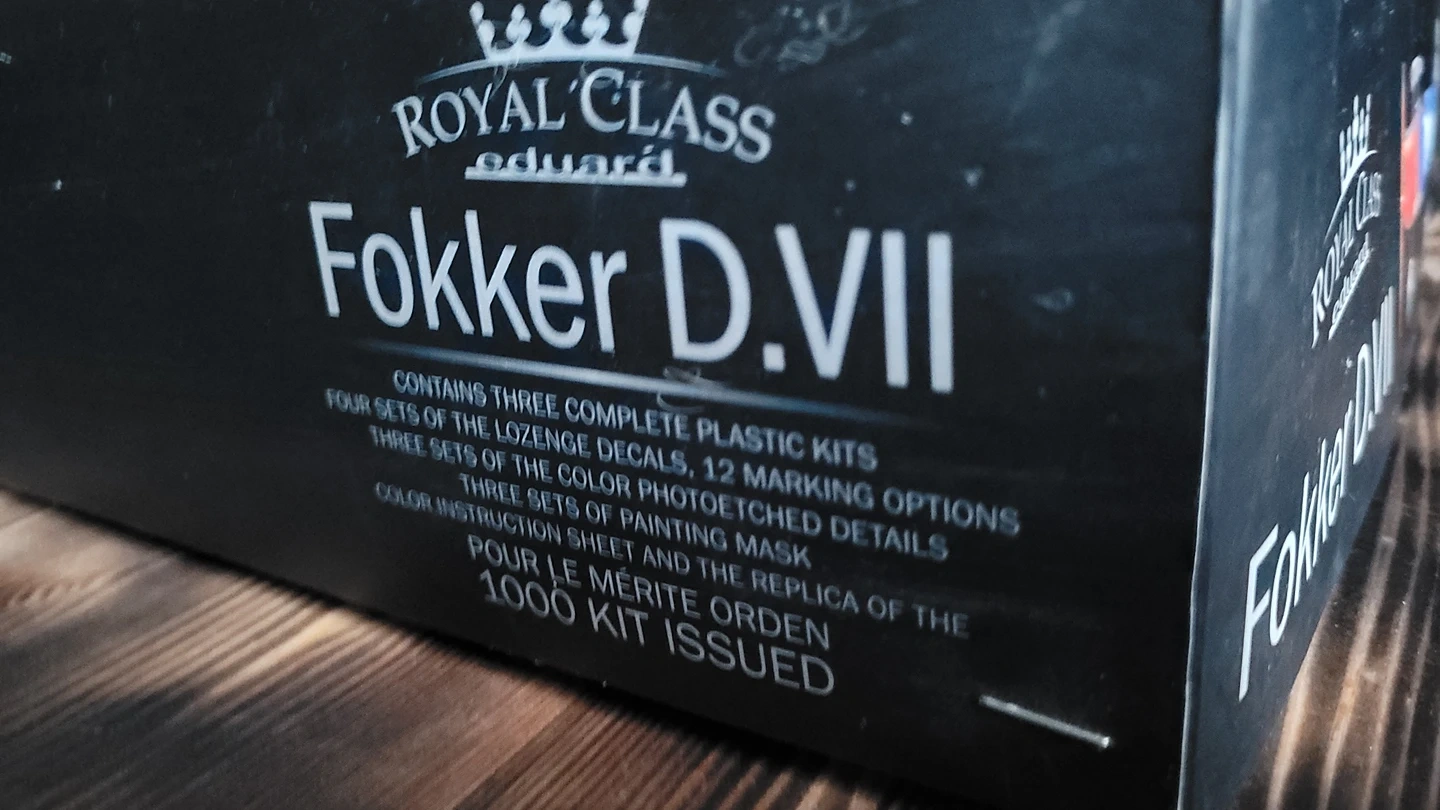 ROYAL CLASS
eduard
Fokker D.VII
CONTAINS THREE COMPLETE PLASTIC KITS
FOUR SETS OF THE LOZENGE DECALS, 12 MARKING OPTIONS
THREE SETS OF THE COLOR PHOTOETCHED DETAILS
THREE SETS OF PAINTING MASK
COLOR INSTRUCTION SHEET AND THE REPLICA OF THE
POUR LE MÉRITE ORDEN
1000 KIT ISSUED
ROYAL CLASS
eduard
Fokker D.VII